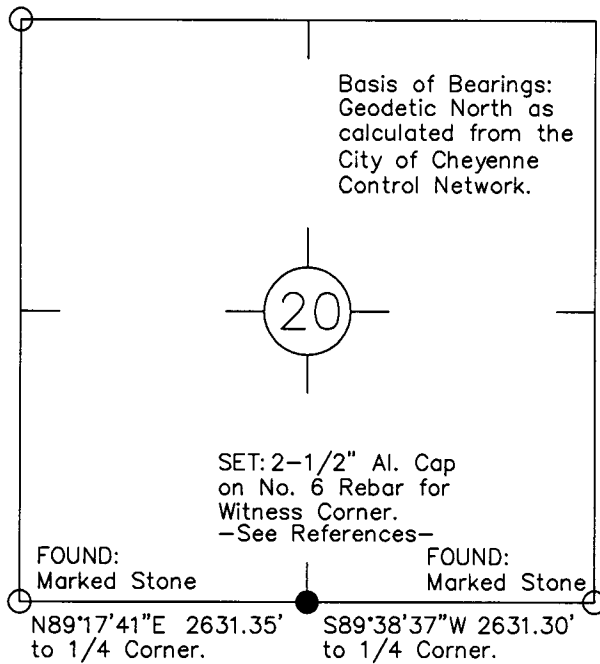 Basis of Bearings:
Geodetic North as
calculated from the
City of Cheyenne
Control Network.
20
SET: 2-1/2" Al. Cap
on No. 6 Rebar for
Witness Corner.
-See References-
FOUND:
Marked Stone
FOUND:
Marked Stone
N89°17'41"E 2631.35'
to 1/4 Corner.
S89°38'37"W 2631.30'
to 1/4 Corner.